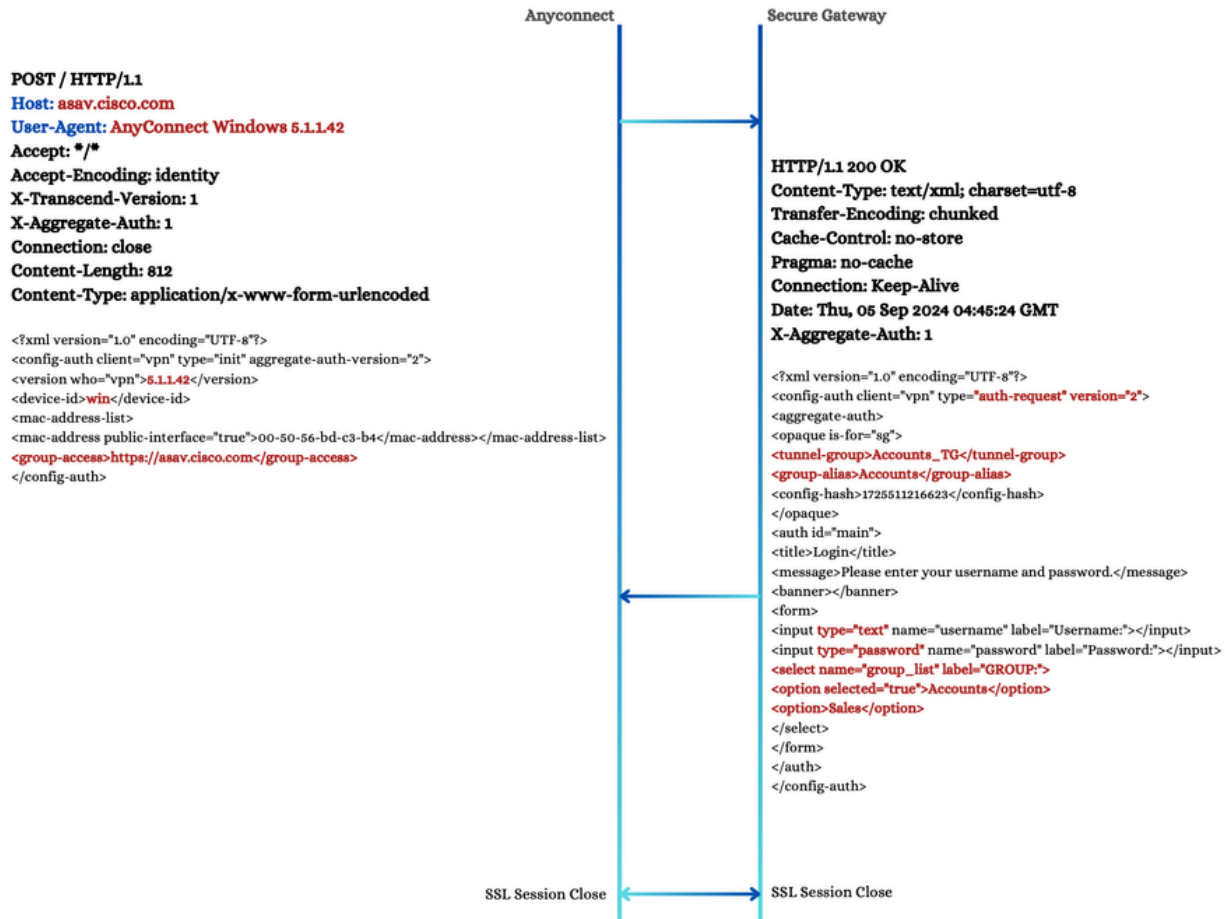 Anyconnect
Secure Gateway
POST / HTTP/1.1
Host: asav.cisco.com
User-Agent: AnyConnect Windows 5.1.1.42
Accept: */*
Accept-Encoding: identity
X-Transcend-Version: 1
X-Aggregate-Auth: 1
Connection: close
Content-Length: 812
Content-Type: application/x-www-form-urlencoded
<?xml version="1.0" encoding="UTF-8"?>
<config-auth client="vpn" type="init" aggregate-auth-version="2">
<version who="vpn">5.1.1.42</version>
<device-id>win</device-id>
<mac-address-list>
<mac-address public-interface="true">00-50-56-bd-c3-b4</mac-address></mac-address-list>
<group-access>https://asav.cisco.com</group-access>
</config-auth>
HTTP/1.1 200 OK
Content-Type: text/xml; charset=utf-8
Transfer-Encoding: chunked
Cache-Control: no-store
Pragma: no-cache
Connection: Keep-Alive
Date: Thu, 05 Sep 2024 04:45:24 GMT
X-Aggregate-Auth: 1
<?xml version="1.0" encoding="UTF-8"?>
<config-auth client="vpn" type="auth-request" version="2">
<aggregate-auth>
<opaque is-for="sg">
<tunnel-group>Accounts_TG</tunnel-group>
<group-alias>Accounts</group-alias>
<config-hash>1725511216623</config-hash>
</opaque>
<auth id="main">
<title>Login</title>
<message>Please enter your username and password.</message>
<banner></banner>
<form>
<input type="text" name="username" label="Username:"></input>
<input type="password" name="password" label="Password:"></input>
<select name="group_list" label="GROUP:">
<option selected="true">Accounts</option>
<option>Sales</option>
</select>
</form>
</auth>
</config-auth>
SSL Session Close
SSL Session Close